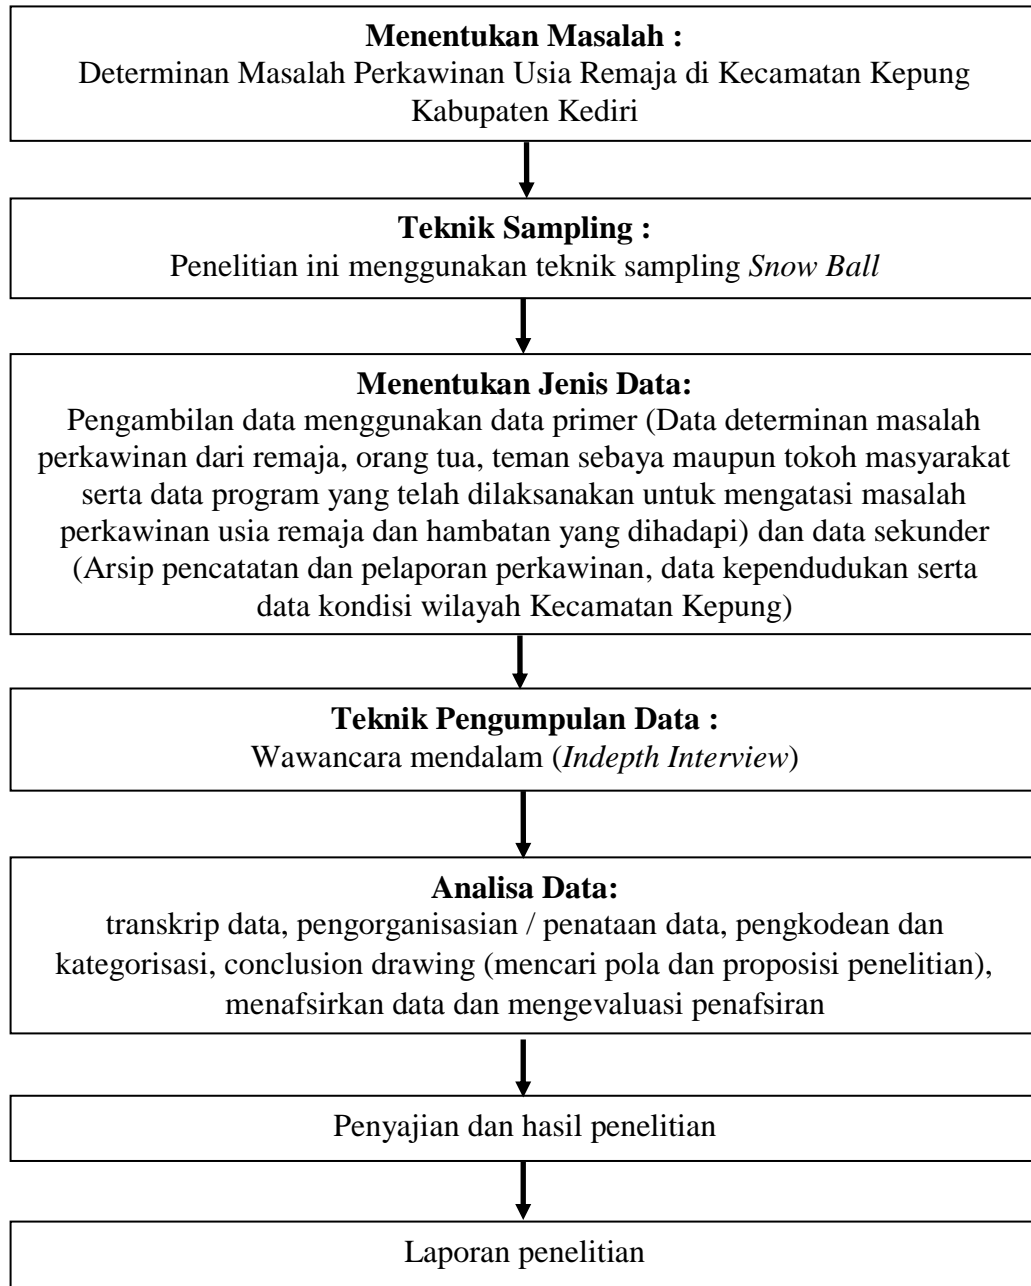 Menentukan Masalah :
Determinan Masalah Perkawinan Usia Remaja di Kecamatan Kepung
Kabupaten Kediri
Teknik Sampling :
Penelitian ini menggunakan teknik sampling Snow Ball
Menentukan Jenis Data:
Pengambilan data menggunakan data primer (Data determinan masalah
perkawinan dari remaja, orang tua, teman sebaya maupun tokoh masyarakat
serta data program yang telah dilaksanakan untuk mengatasi masalah
perkawinan usia remaja dan hambatan yang dihadapi) dan data sekunder
(Arsip pencatatan dan pelaporan perkawinan, data kependudukan serta
data kondisi wilayah Kecamatan Kepung)
Teknik Pengumpulan Data :
Wawancara mendalam (Indepth Interview)
Analisa Data:
transkrip data, pengorganisasian / penataan data, pengkodean dan
kategorisasi, conclusion drawing (mencari pola dan proposisi penelitian),
menafsirkan data dan mengevaluasi penafsiran
Penyajian dan hasil penelitian
Laporan penelitian